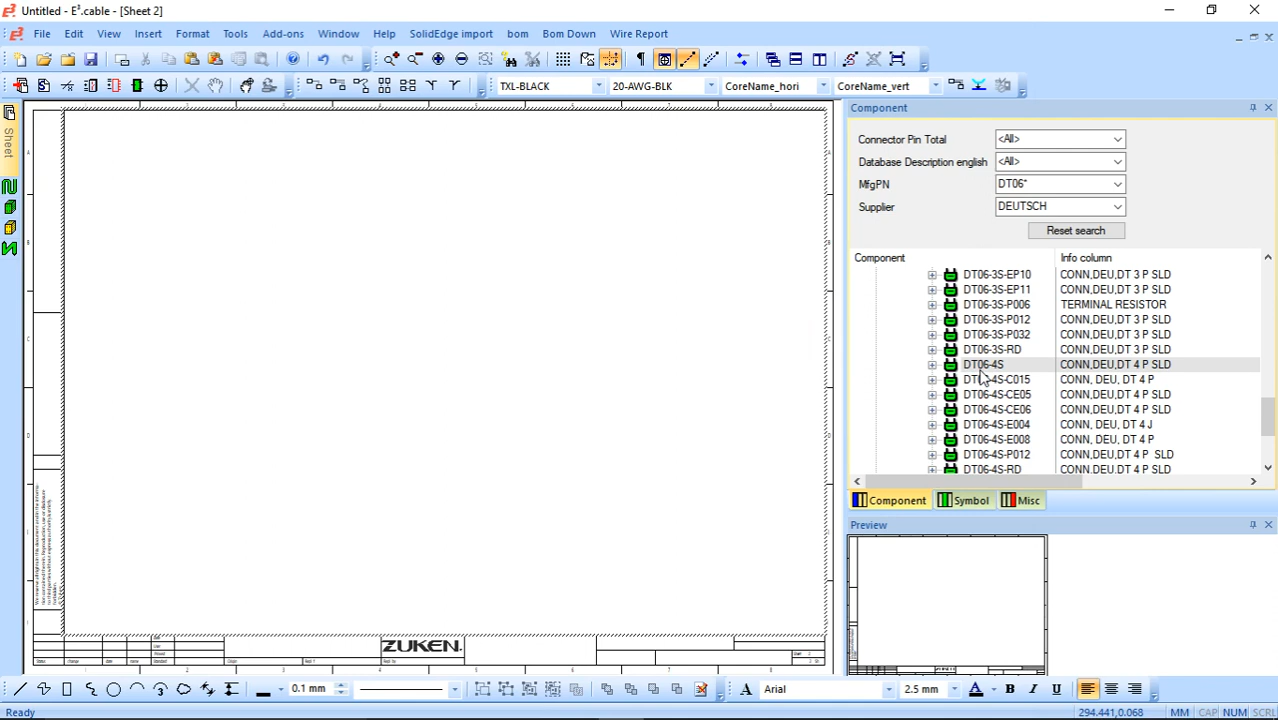 Untitled - E³.cable - [Sheet 2]
File Edit View Insert Format Tools Add-ons Window Help SolidEdge import bom Bom Down Wire Report
TXL-BLACK 20-AWG-BLK CoreName_hori CoreName_vert
Sheet
Component
Connector Pin Total <All>
Database Description english <All>
MfgPN DT06*
Supplier DEUTSCH
Reset search
Component Info column
DT06-3S-EP10 CONN,DEU,DT 3 P SLD
DT06-3S-EP11 CONN,DEU,DT 3 P SLD
DT06-3S-P006 TERMINAL RESISTOR
DT06-3S-P012 CONN,DEU,DT 3 P SLD
DT06-3S-P032 CONN,DEU,DT 3 P SLD
DT06-3S-RD CONN,DEU,DT 3 P SLD
DT06-4S CONN,DEU,DT 4 P SLD
DT06-4S-C015 CONN, DEU, DT 4 P
DT06-4S-CE05 CONN,DEU,DT 4 P SLD
DT06-4S-CE06 CONN,DEU,DT 4 P SLD
DT06-4S-E004 CONN, DEU, DT 4 J
DT06-4S-E008 CONN, DEU, DT 4 P
DT06-4S-P012 CONN,DEU,DT 4 P SLD
DT06-4S-RD CONN,DEU,DT 4 P SLD
Component Symbol Misc
Preview
ZUKEN.
0.1 mm Arial 2.5 mm A B I U
Ready 294.441,0.068 MM CAP NUM SCRL